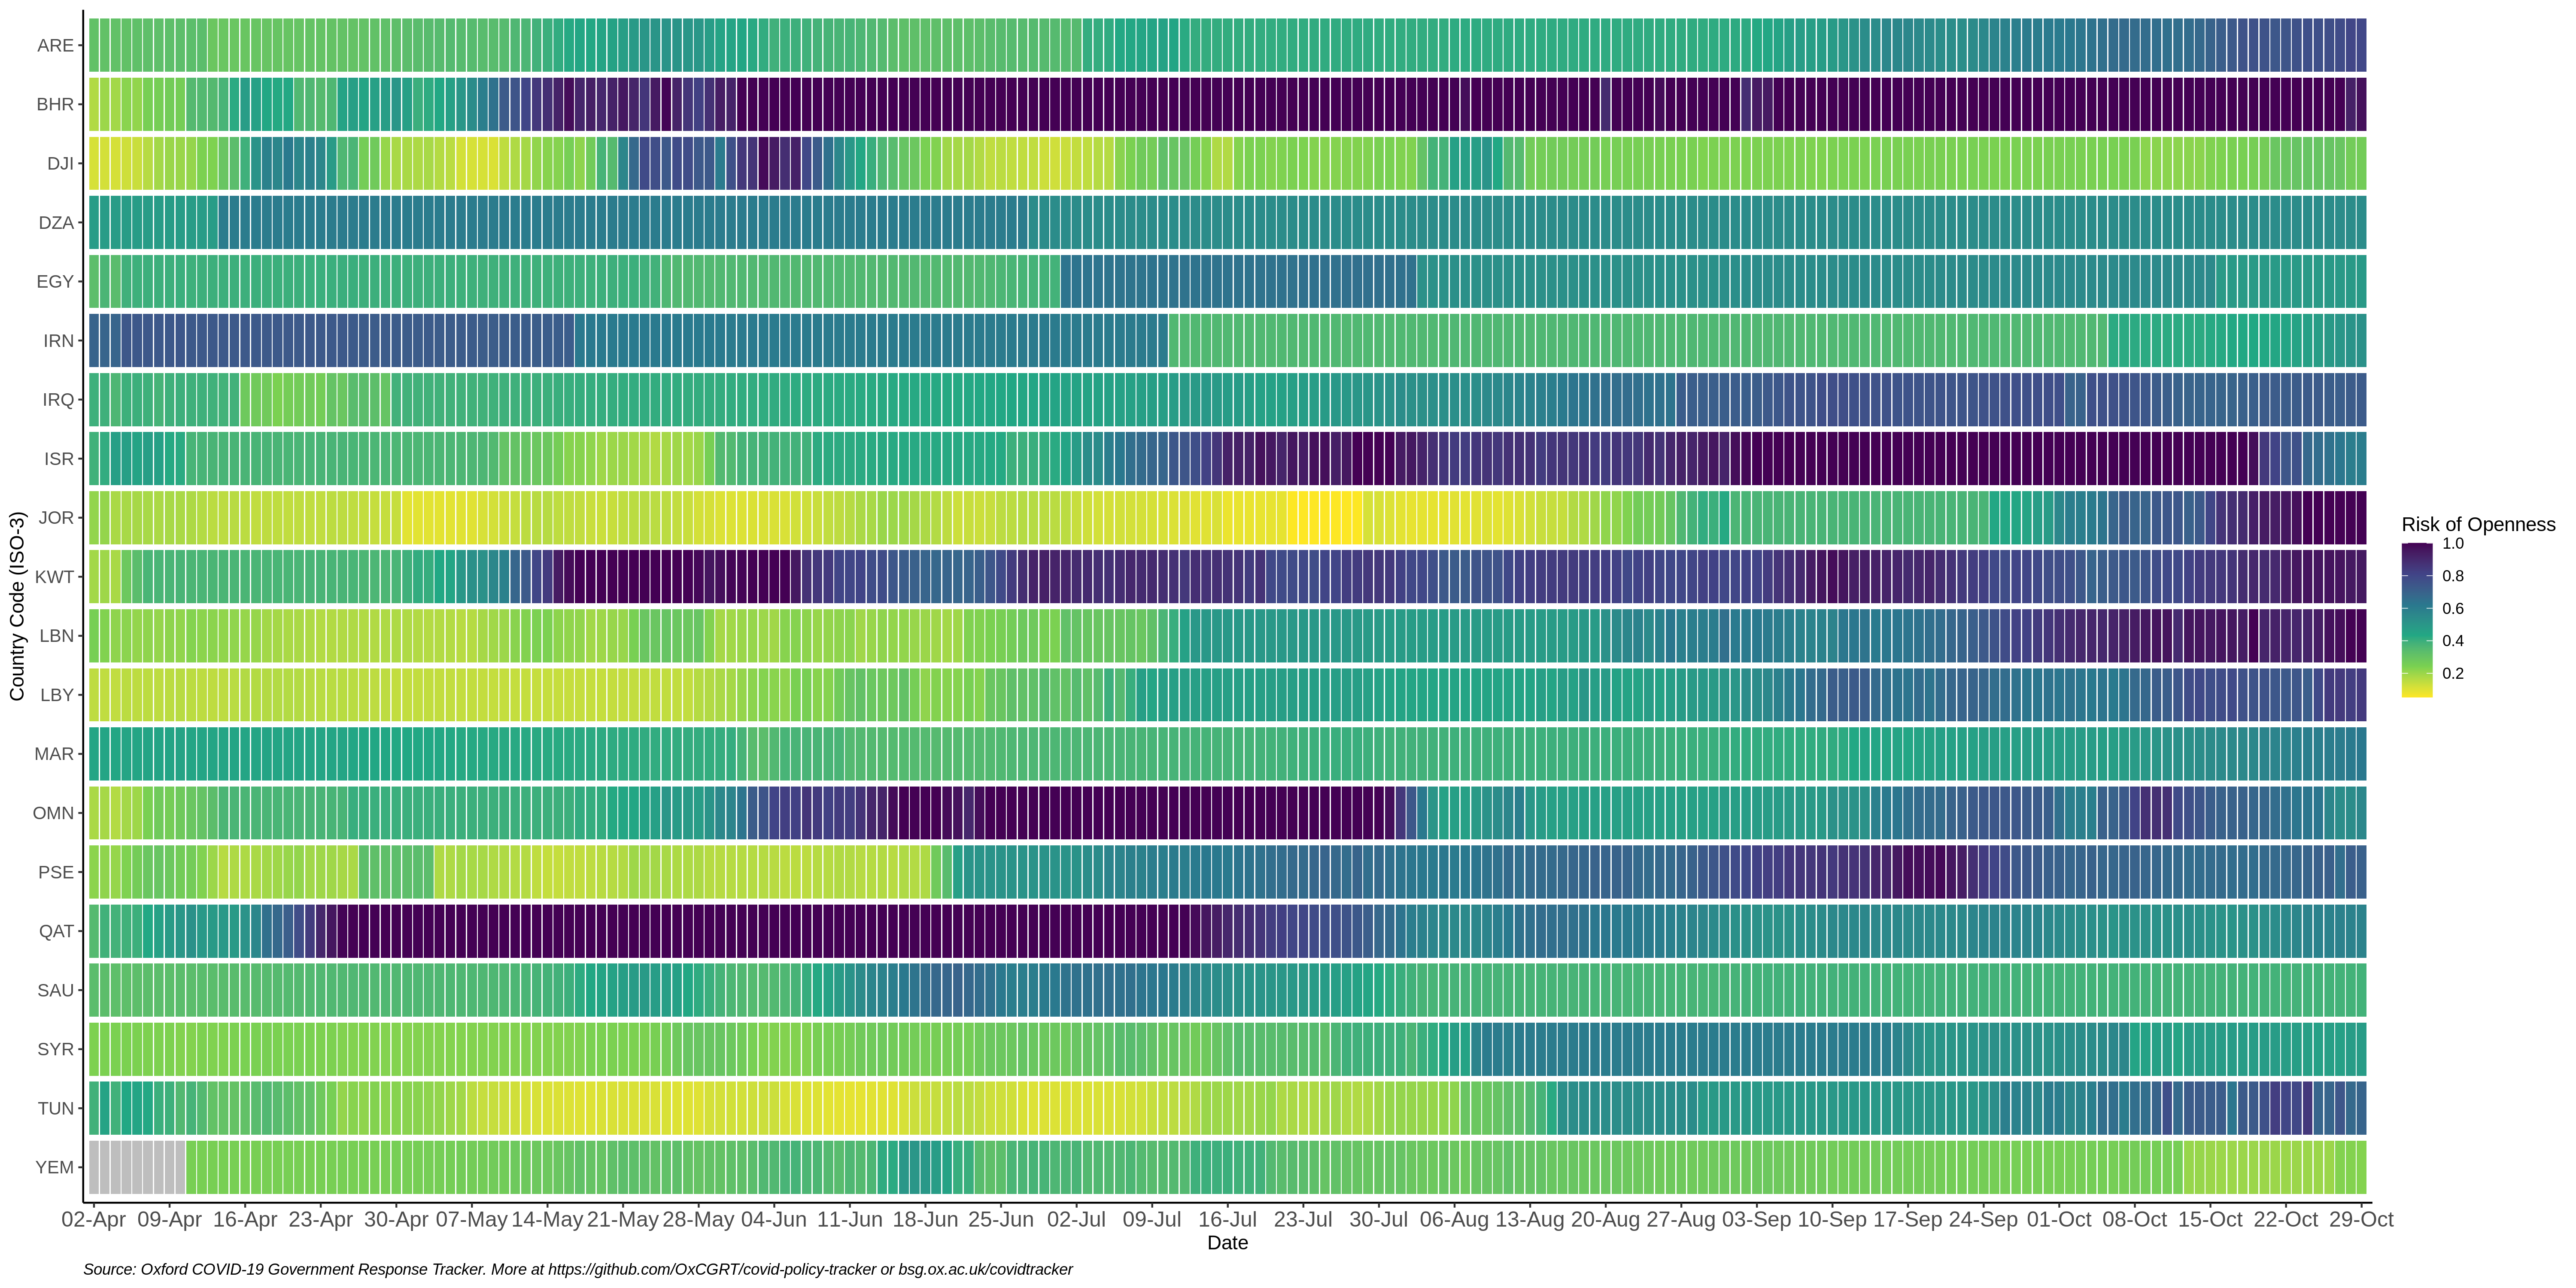 ARE
BHR
DJI
DZA
EGY
IRN
IRQ
ISR
JOR
KWT
LBN
LBY
MAR
OMN
PSE
QAT
SAU
SYR
TUN
YEM
Country Code (ISO-3)
02-Apr 09-Apr 16-Apr 23-Apr 30-Apr 07-May 14-May 21-May 28-May 04-Jun 11-Jun 18-Jun 25-Jun 02-Jul 09-Jul 16-Jul 23-Jul 30-Jul 06-Aug 13-Aug 20-Aug 27-Aug 03-Sep 10-Sep 17-Sep 24-Sep 01-Oct 08-Oct 15-Oct 22-Oct 29-Oct
Date
Risk of Openness
1.0
0.8
0.6
0.4
0.2
Source: Oxford COVID-19 Government Response Tracker. More at https://github.com/OxCGRT/covid-policy-tracker or bsg.ox.ac.uk/covidtracker